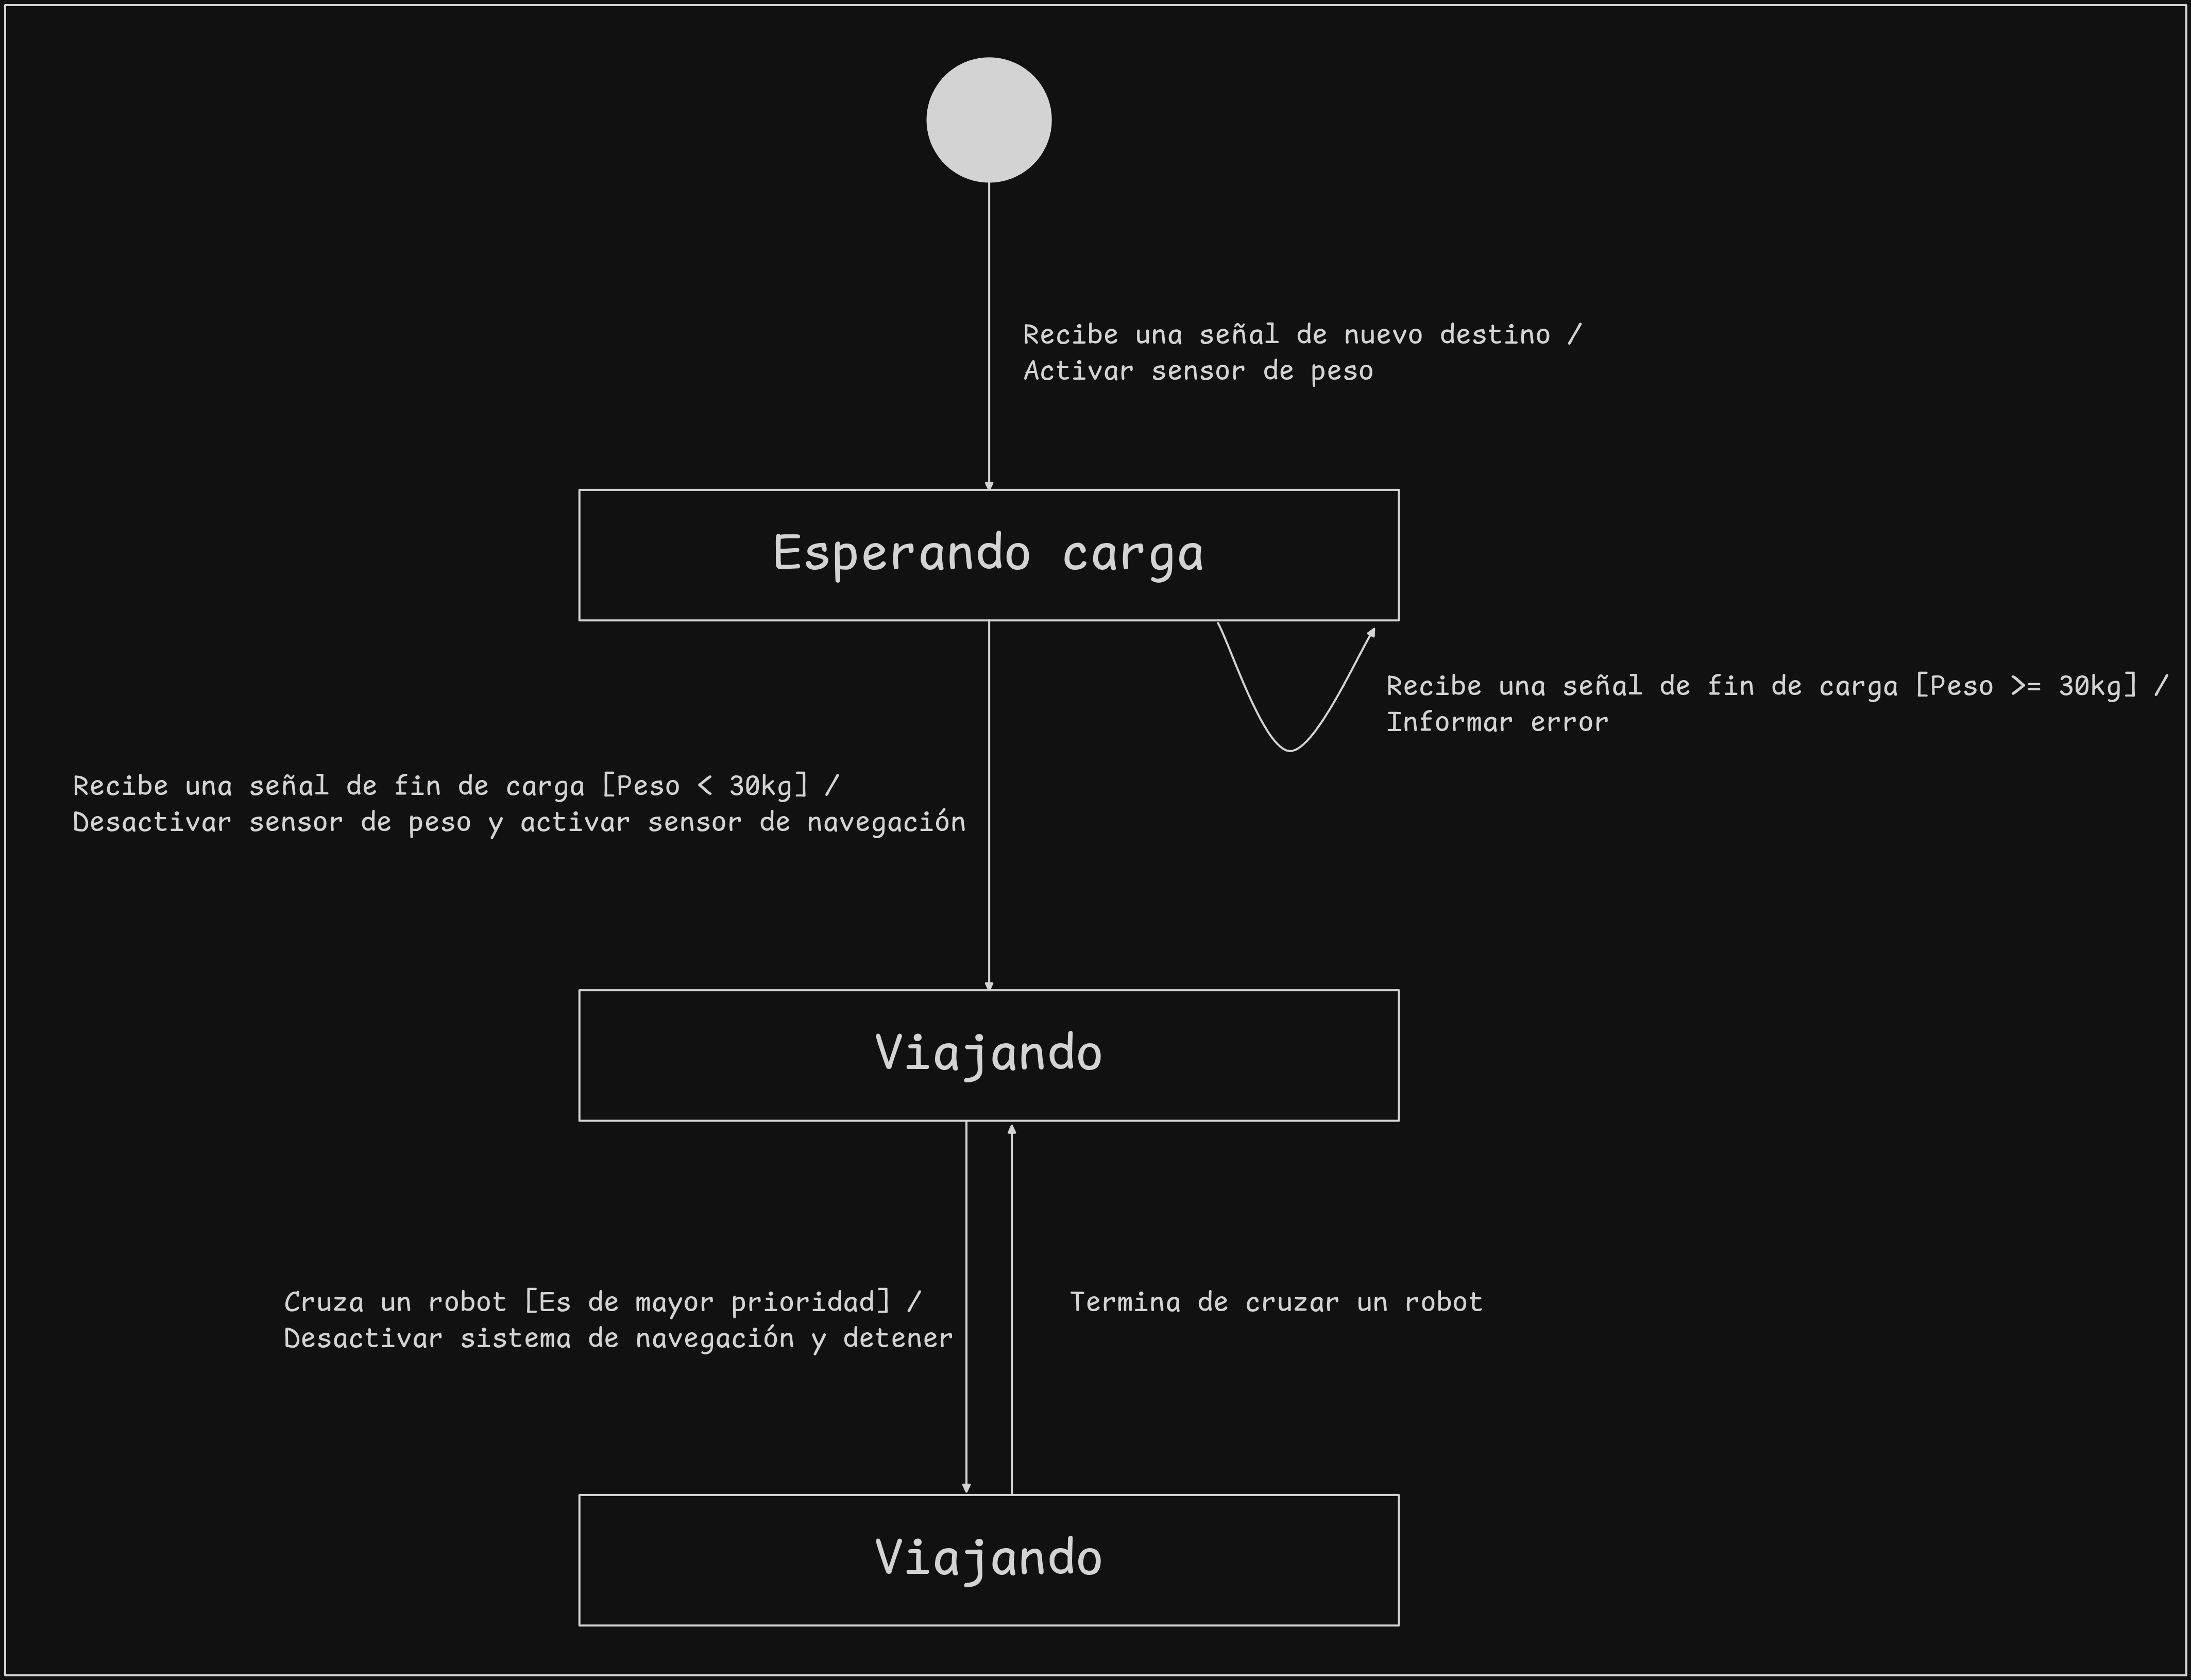 Recibe una señal de nuevo destino /
Activar sensor de peso
Esperando carga
Recibe una señal de fin de carga [Peso >= 30kg] /
Informar error
Recibe una señal de fin de carga [Peso < 30kg] /
Desactivar sensor de peso y activar sensor de navegación
Viajando
Cruza un robot [Es de mayor prioridad] /
Desactivar sistema de navegación y detener
Termina de cruzar un robot
Viajando